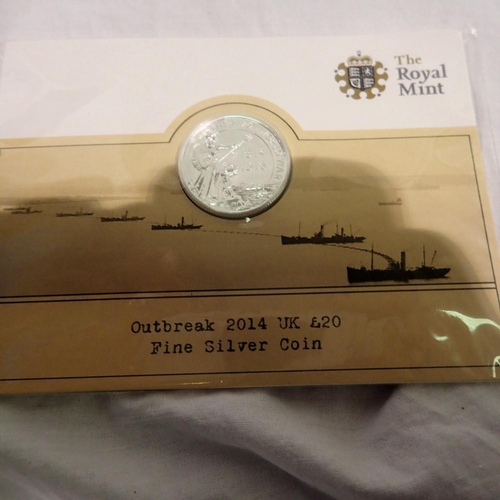 The
Royal
Mint
Outbreak 2014 UK £20
Fine Silver Coin